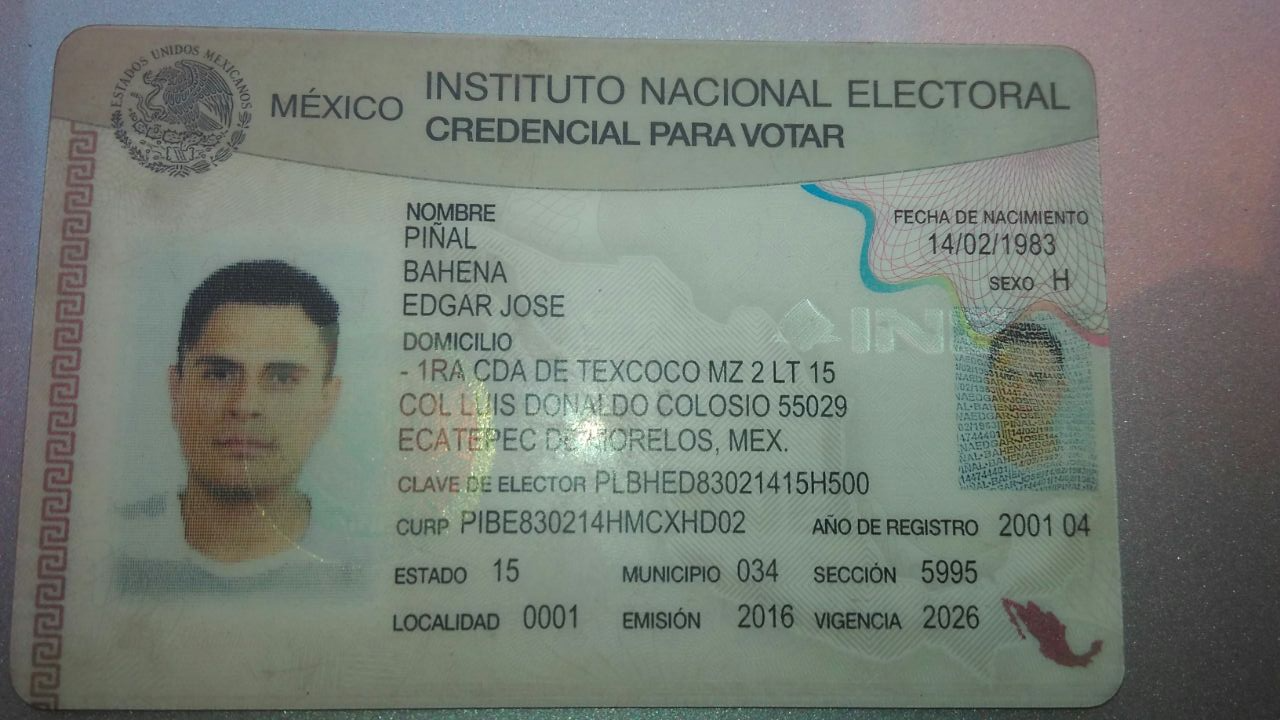 ESTADOS UNIDOS MEXICANOS
MÉXICO
INSTITUTO NACIONAL ELECTORAL
CREDENCIAL PARA VOTAR
NOMBRE
PIÑAL
BAHENA
EDGAR JOSE
FECHA DE NACIMIENTO
14/02/1983
SEXO H
DOMICILIO
- 1RA CDA DE TEXCOCO MZ 2 LT 15
COL LUIS DONALDO COLOSIO 55029
ECATEPEC DE MORELOS, MEX.
INE
CLAVE DE ELECTOR PLBHED83021415H500
CURP PIBE830214HMCXHD02 AÑO DE REGISTRO 2001 04
ESTADO 15 MUNICIPIO 034 SECCIÓN 5995
LOCALIDAD 0001 EMISIÓN 2016 VIGENCIA 2026